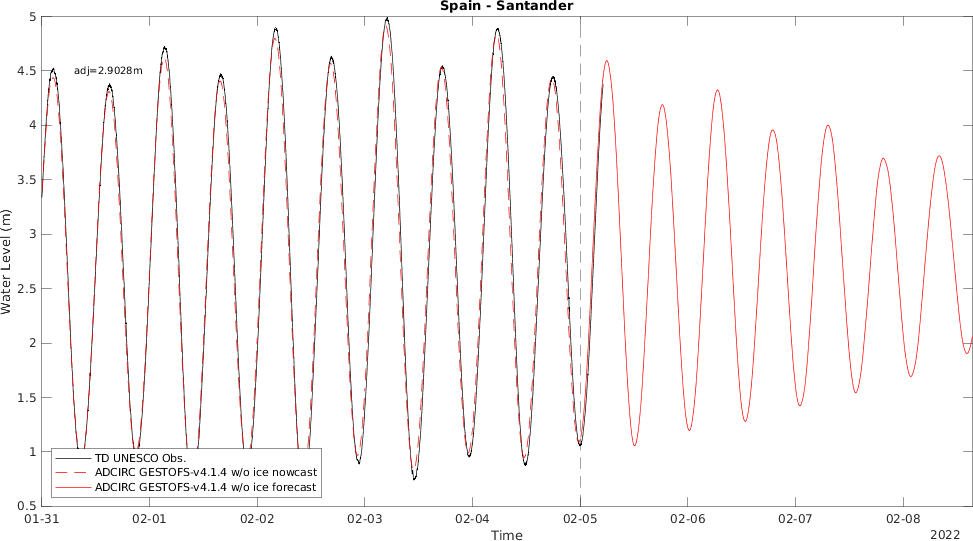 Spain - Santander
adj=2.9028m
Water Level (m)
5
4.5
4
3.5
3
2.5
2
1.5
1
0.5
TD UNESCO Obs.
ADCIRC GESTOFS-v4.1.4 w/o ice nowcast
ADCIRC GESTOFS-v4.1.4 w/o ice forecast
01-31 02-01 02-02 02-03 02-04 02-05 02-06 02-07 02-08
Time
2022